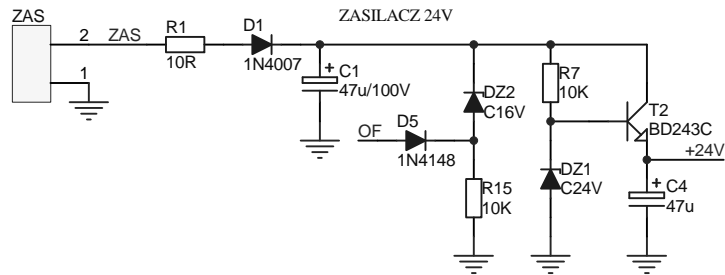 ZAS
ZASILACZ 24V
2
ZAS
R1
10R
D1
1N4007
1
C1
47u/100V
+
DZ2
C16V
R7
10K
T2
BD243C
OF
D5
1N4148
+24V
DZ1
C24V
R15
10K
+
C4
47u